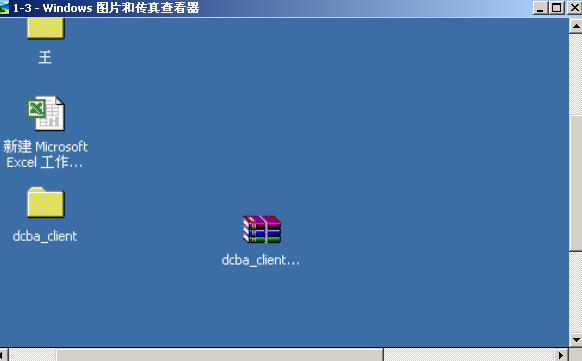 1-3 - Windows 图片和传真查看器
王
新建 Microsoft
Excel 工作...
dcba_client
dcba_client...